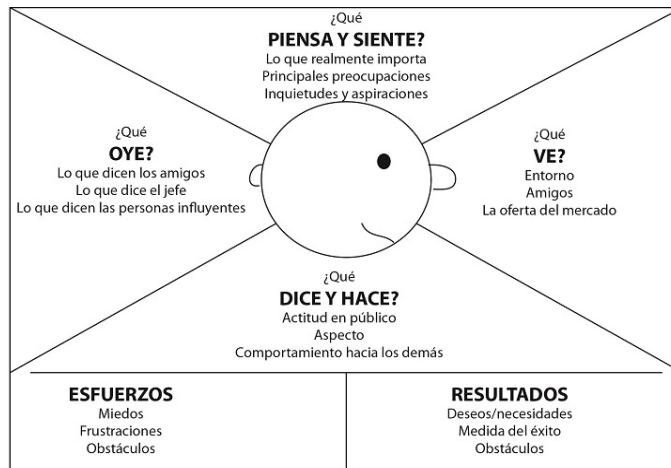 ¿Qué
PIENSA Y SIENTE?
Lo que realmente importa
Principales preocupaciones
Inquietudes y aspiraciones
¿Qué
OYE?
Lo que dicen los amigos
Lo que dice el jefe
Lo que dicen las personas influyentes
¿Qué
VE?
Entorno
Amigos
La oferta del mercado
¿Qué
DICE Y HACE?
Actitud en público
Aspecto
Comportamiento hacia los demás
ESFUERZOS
Miedos
Frustraciones
Obstáculos
RESULTADOS
Deseos/necesidades
Medida del éxito
Obstáculos